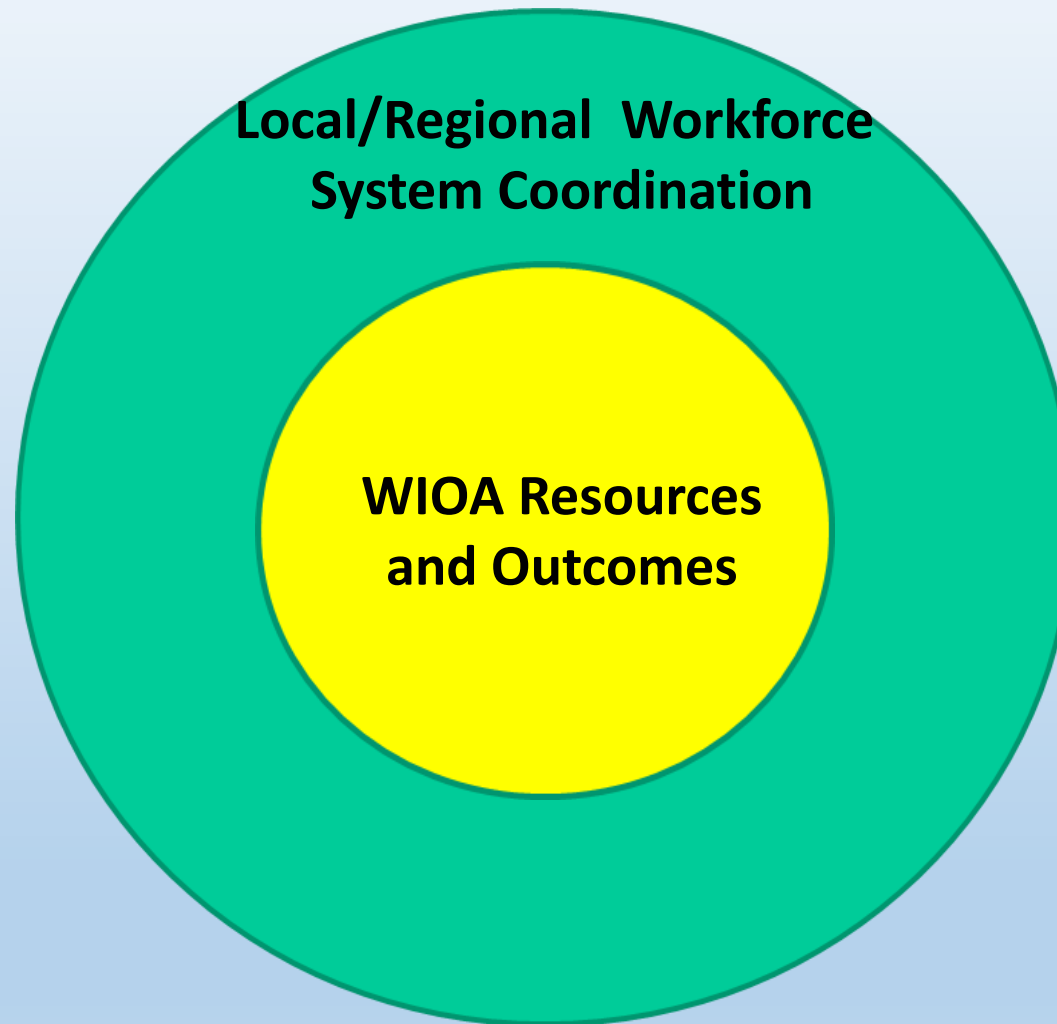 Local/Regional  Workforce
System Coordination
WIOA Resources
and Outcomes